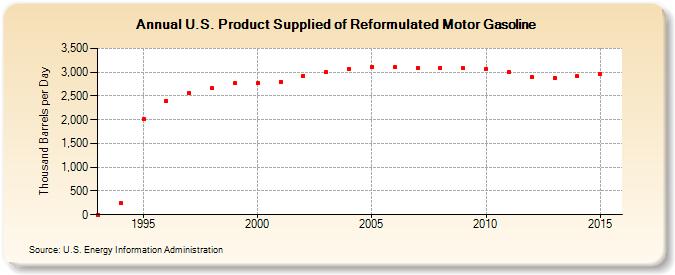 Annual U.S. Product Supplied of Reformulated Motor Gasoline
Thousand Barrels per Day
3,500
3,000
2,500
2,000
1,500
1,000
500
0
1995 2000 2005 2010 2015
Source: U.S. Energy Information Administration